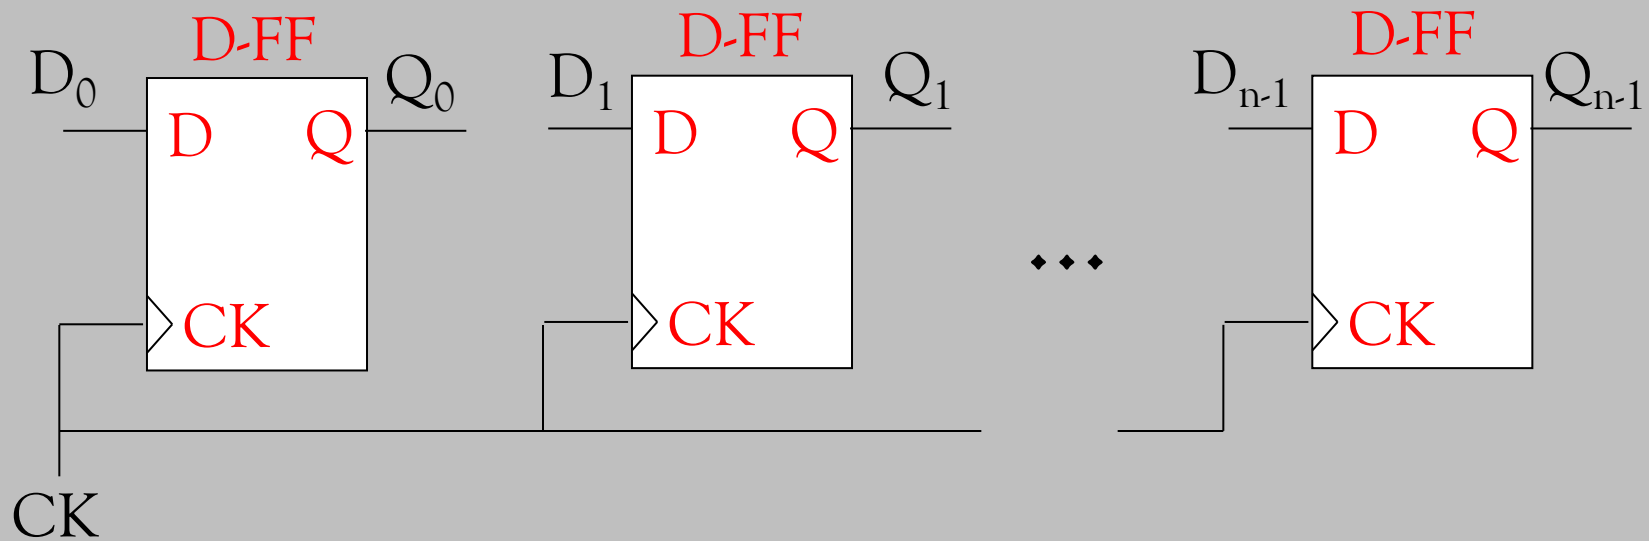 D-FF D-FF D-FF
D₀ Q₀ D₁ Q₁ Dₙ₋₁ Qₙ₋₁
D Q D Q D Q
CK CK CK
CK